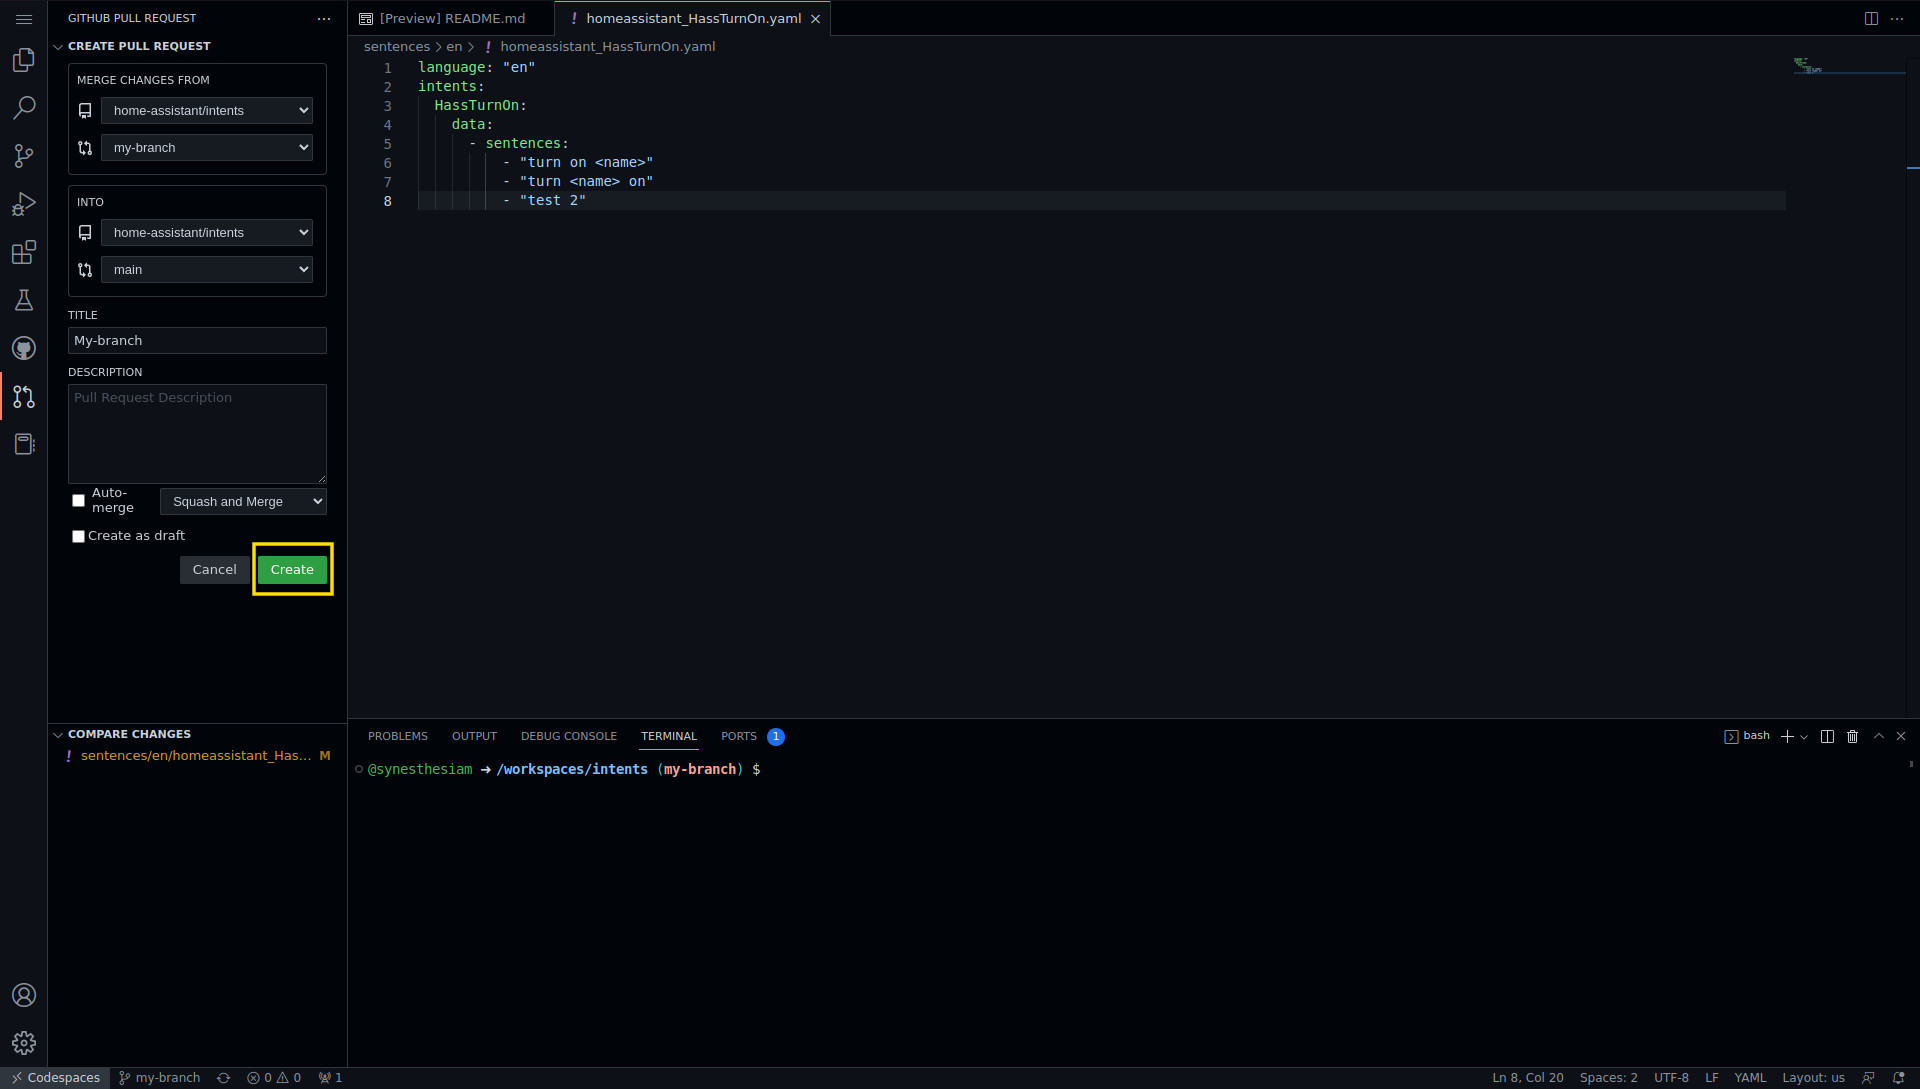 GITHUB PULL REQUEST
CREATE PULL REQUEST
MERGE CHANGES FROM
home-assistant/intents
my-branch
INTO
home-assistant/intents
main
TITLE
My-branch
DESCRIPTION
Pull Request Description
Auto-
merge
Squash and Merge
Create as draft
Cancel Create
COMPARE CHANGES
! sentences/en/homeassistant_Has... M
[Preview] README.md
! homeassistant_HassTurnOn.yaml
sentences > en > ! homeassistant_HassTurnOn.yaml
1 language: "en"
2 intents:
3 HassTurnOn:
4 data:
5 - sentences:
6 - "turn on <name>"
7 - "turn <name> on"
8 - "test 2"
PROBLEMS OUTPUT DEBUG CONSOLE TERMINAL PORTS 1
bash
@synesthesiam ➜ /workspaces/intents (my-branch) $
Codespaces my-branch 0 0 1
Ln 8, Col 20 Spaces: 2 UTF-8 LF YAML Layout: us